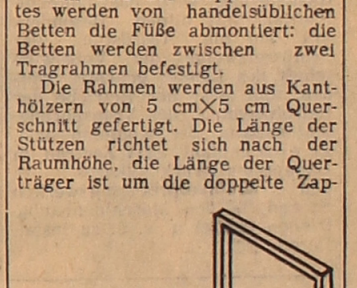 tes werden von handelsüblichen
Betten die Füße abmontiert: die
Betten werden zwischen zwei
Tragrahmen befestigt.
Die Rahmen werden aus Kant-
hölzern von 5 cm×5 cm Quer-
schnitt gefertigt. Die Länge der
Stützen richtet sich nach der
Raumhöhe, die Länge der Quer-
träger ist um die doppelte Zap-